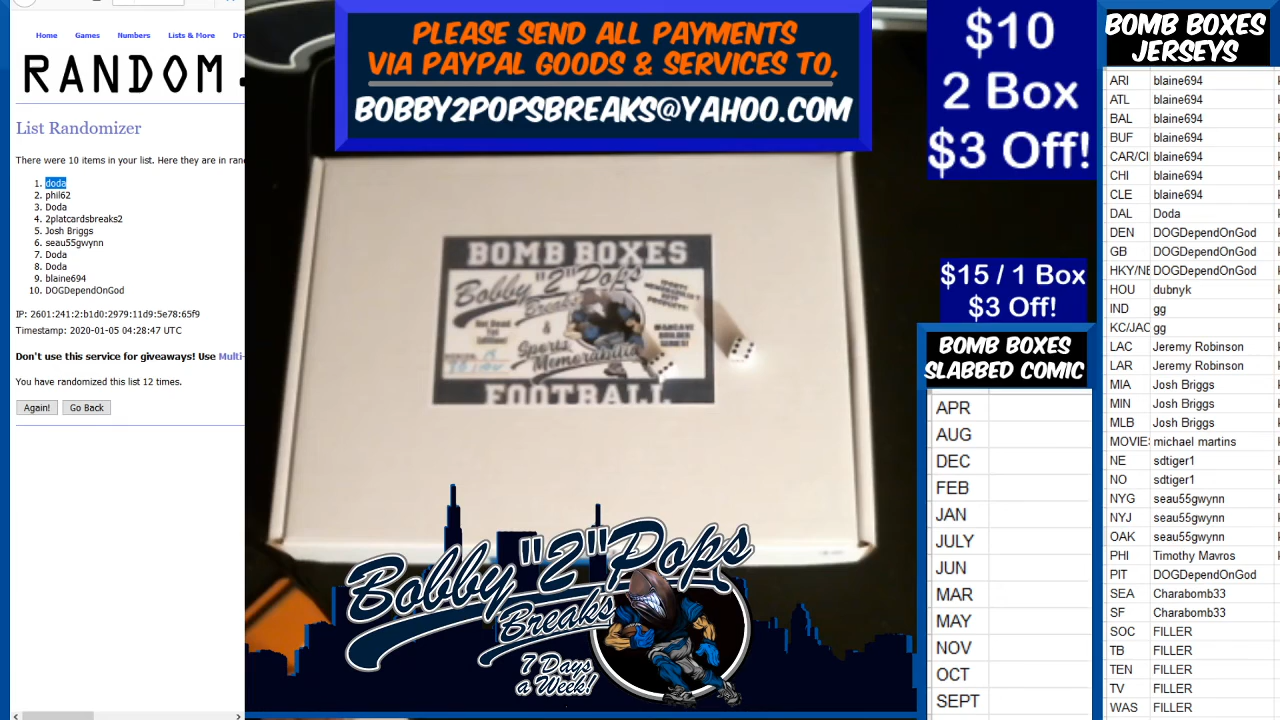 Home Games Numbers Lists & More
RANDOM.
List Randomizer
There were 10 items in your list. Here they are in
1. doda
2. phil62
3. Doda
4. 2platcardsbreaks2
5. Josh Briggs
6. seau55gwynn
7. Doda
8. Doda
9. blaine694
10. DOGDependOnGod
IP: 2601:241:2:b1d0:2979:11d9:5e78:65f9
Timestamp: 2020-01-05 04:28:47 UTC
Don't use this service for giveaways! Use Multi-
You have randomized this list 12 times.
Again! Go Back
PLEASE SEND ALL PAYMENTS
VIA PAYPAL GOODS & SERVICES TO,
BOBBY2POPSBREAKS@YAHOO.COM
BOMB BOXES
Bobby "2" Pops
Breaks
&
Sports
Memorabilia
FOOTBALL
Bobby "2" Pops
Breaks
7 Days
a Week!
$10
2 Box
$3 Off!
$15 / 1 Box
$3 Off!
BOMB BOXES
SLABBED COMIC
APR
AUG
DEC
FEB
JAN
JULY
JUN
MAR
MAY
NOV
OCT
SEPT
BOMB BOXES
JERSEYS
ARI blaine694
ATL blaine694
BAL blaine694
BUF blaine694
CAR/CI blaine694
CHI blaine694
CLE blaine694
DAL Doda
DEN DOGDependOnGod
GB DOGDependOnGod
HKY/NE DOGDependOnGod
HOU dubnyk
IND gg
KC/JAC gg
LAC Jeremy Robinson
LAR Jeremy Robinson
MIA Josh Briggs
MIN Josh Briggs
MLB Josh Briggs
MOVIE michael martins
NE sdtiger1
NO sdtiger1
NYG seau55gwynn
NYJ seau55gwynn
OAK seau55gwynn
PHI Timothy Mavros
PIT DOGDependOnGod
SEA Charabomb33
SF Charabomb33
SOC FILLER
TB FILLER
TEN FILLER
TV FILLER
WAS FILLER